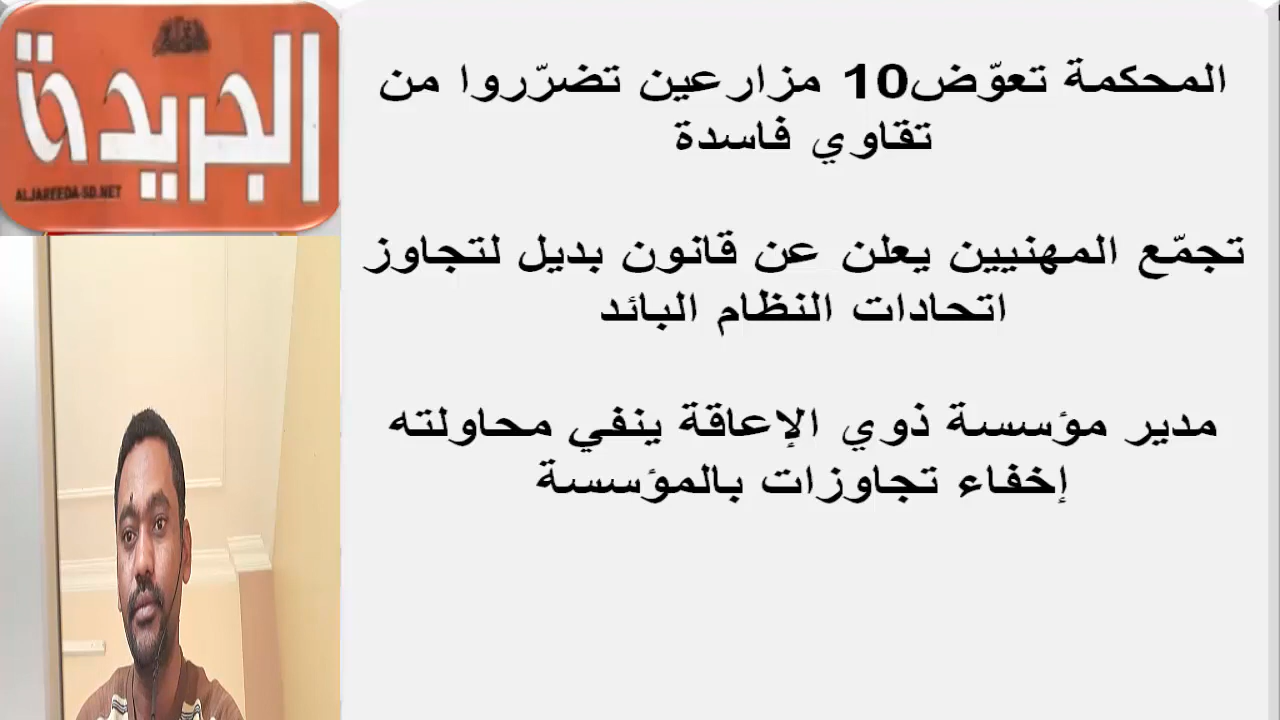 الجريدة
ALJAREEDA-SD.NET
المحكمة تعوّض10 مزارعين تضرّروا من
تقاوي فاسدة
تجمّع المهنيين يعلن عن قانون بديل لتجاوز
اتحادات النظام البائد
مدير مؤسسة ذوي الإعاقة ينفي محاولته
إخفاء تجاوزات بالمؤسسة